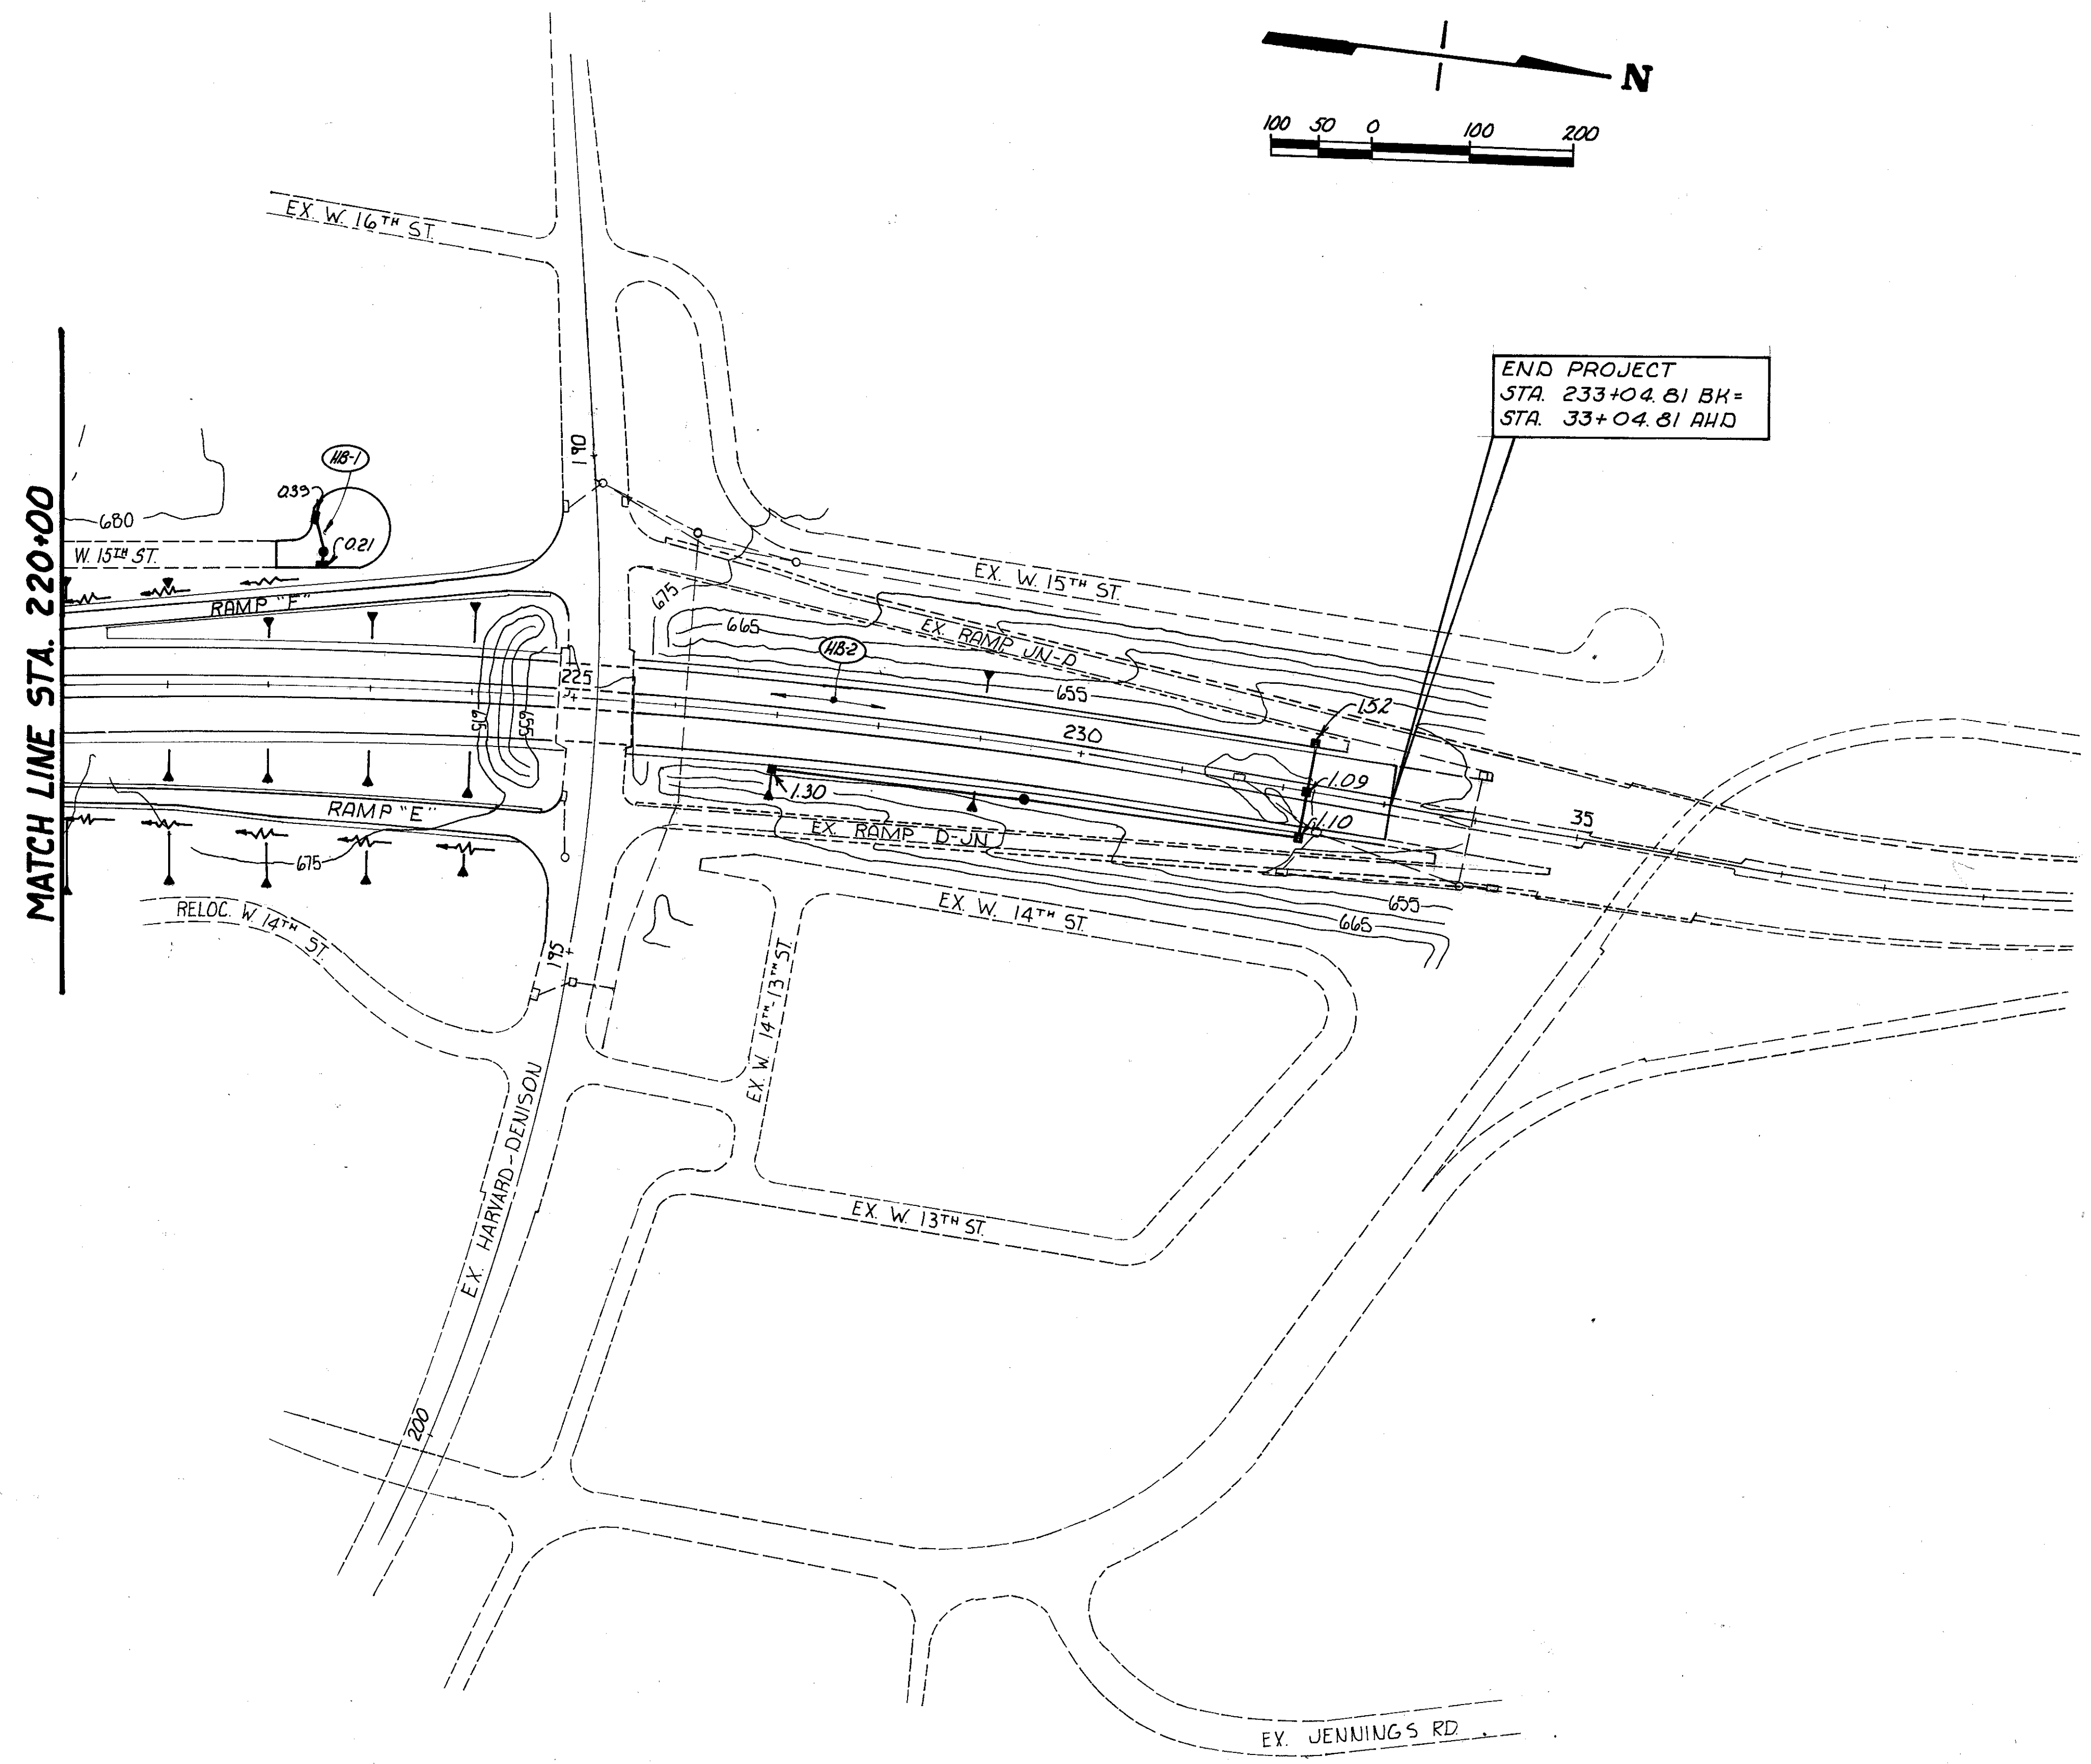 N
100 50 0 100 200
EX. W. 16TH ST.
END PROJECT
STA. 233+04.81 BK=
STA. 33+04.81 AHD
MATCH LINE STA. 220+00
190
HB-1
0.39
0.21
680
W. 15TH ST.
RAMP "F"
EX. W. 15TH ST.
675
665
EX. RAMP JN-D
HB-2
655
225
615
655
230
1.52
1.09
1.30
1.10
35
RAMP "E"
EX. RAMP D-JN
675
RELOC. W. 14TH ST.
EX. W. 14TH ST.
655
665
195
EX. W. 14TH-13TH ST.
EX. HARVARD-DENISON
EX. W. 13TH ST.
200
EX. JENNINGS RD.